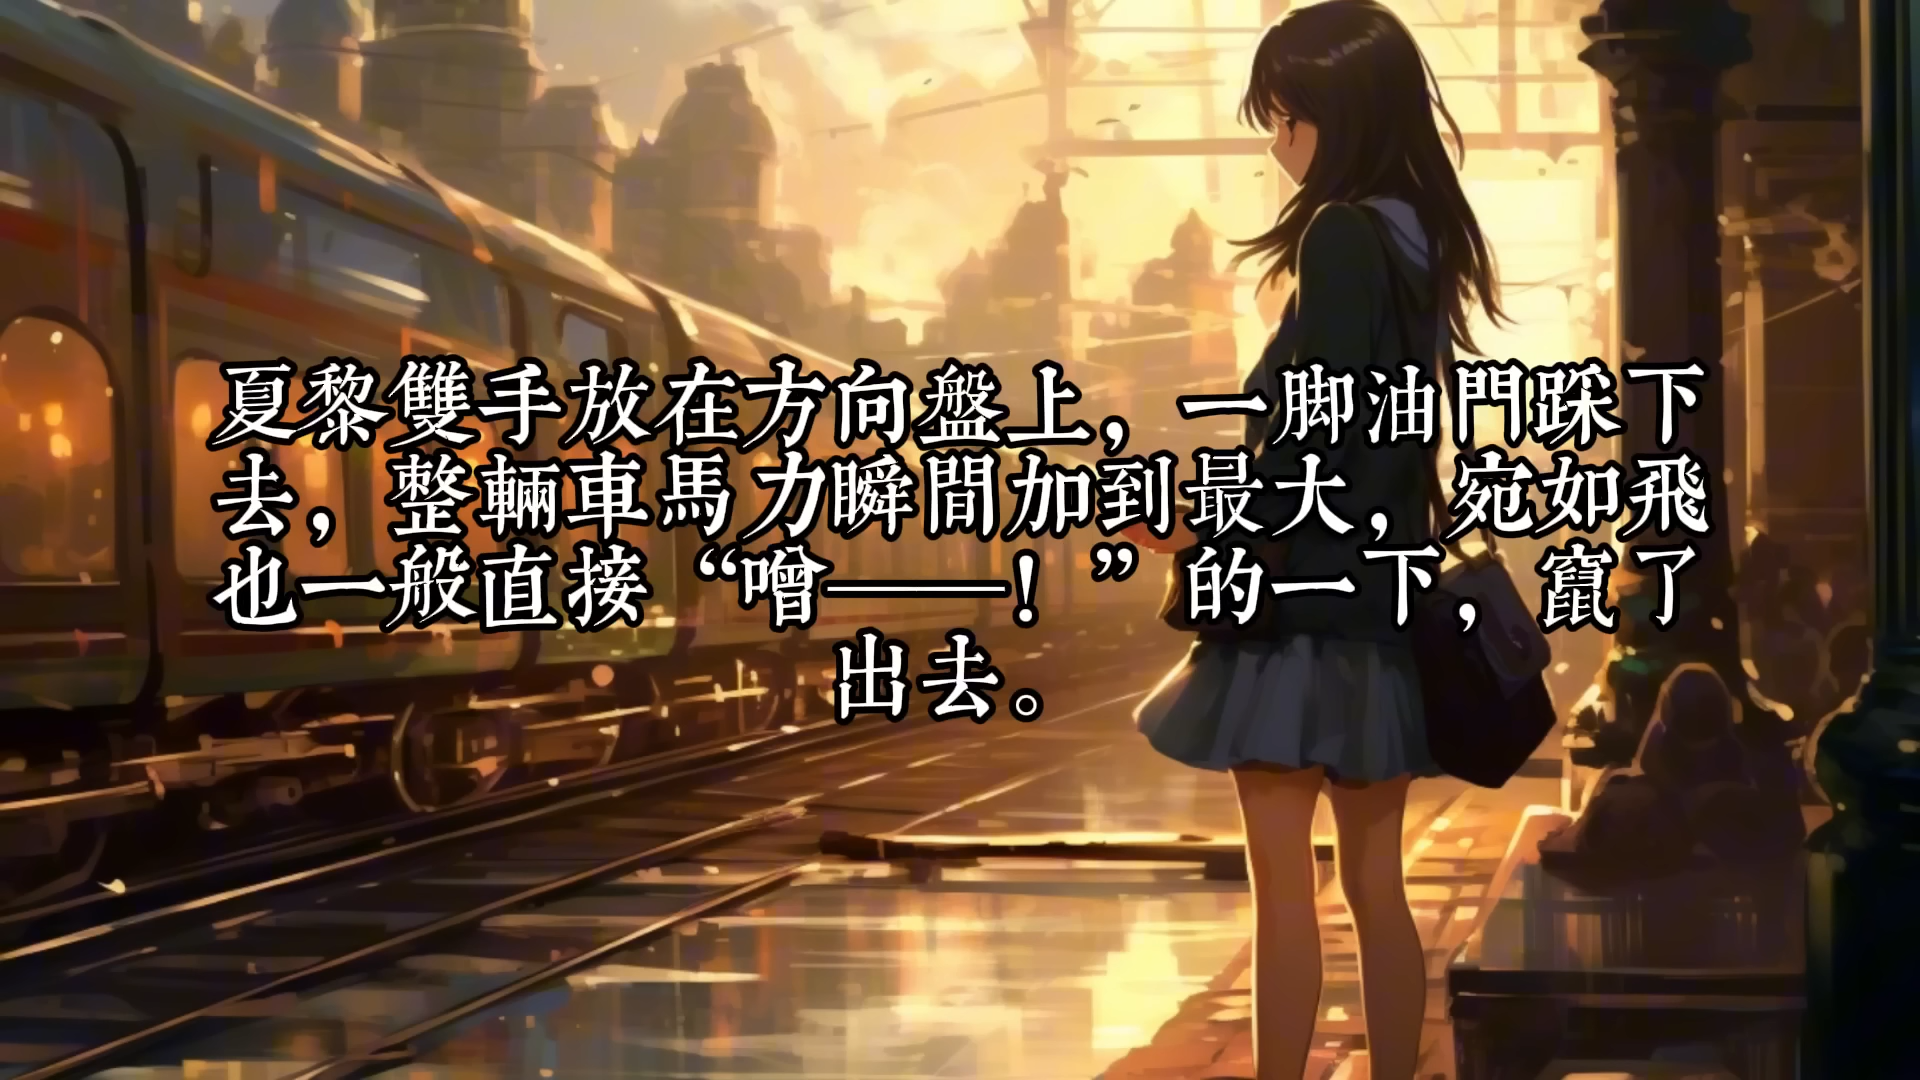 夏黎雙手放在方向盤上，一脚油門踩下
去，整輛車馬力瞬間加到最大，宛如飛
也一般直接“噌——！”的一下，竄了
出去。